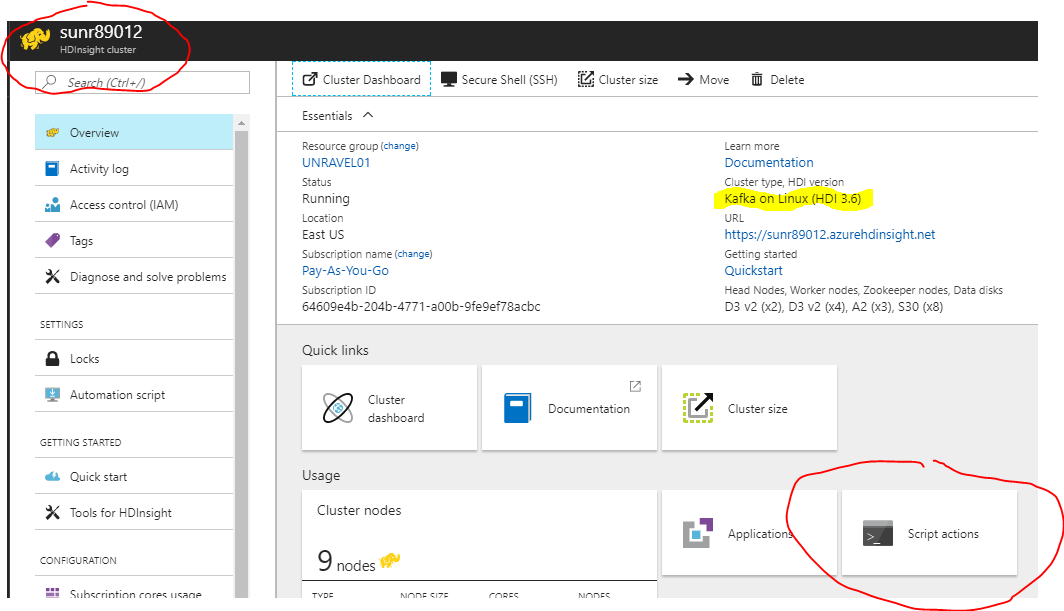 sunr89012
HDInsight cluster
Search (Ctrl+/)
Overview
Activity log
Access control (IAM)
Tags
Diagnose and solve problems
SETTINGS
Locks
Automation script
GETTING STARTED
Quick start
Tools for HDInsight
CONFIGURATION
Subscription cores usage
Cluster Dashboard
Secure Shell (SSH)
Cluster size
Move
Delete
Essentials
Resource group (change)
UNRAVEL01
Status
Running
Location
East US
Subscription name (change)
Pay-As-You-Go
Subscription ID
64609e4b-204b-4771-a00b-9fe9ef78acbc
Learn more
Documentation
Cluster type, HDI version
Kafka on Linux (HDI 3.6)
URL
https://sunr89012.azurehdinsight.net
Getting started
Quickstart
Head Nodes, Worker nodes, Zookeeper nodes, Data disks
D3 v2 (x2), D3 v2 (x4), A2 (x3), S30 (x8)
Quick links
Cluster
dashboard
Documentation
Cluster size
Usage
Cluster nodes
9 nodes
TYPE NODE SIZE CORES NODES
Applications
>_
Script actions